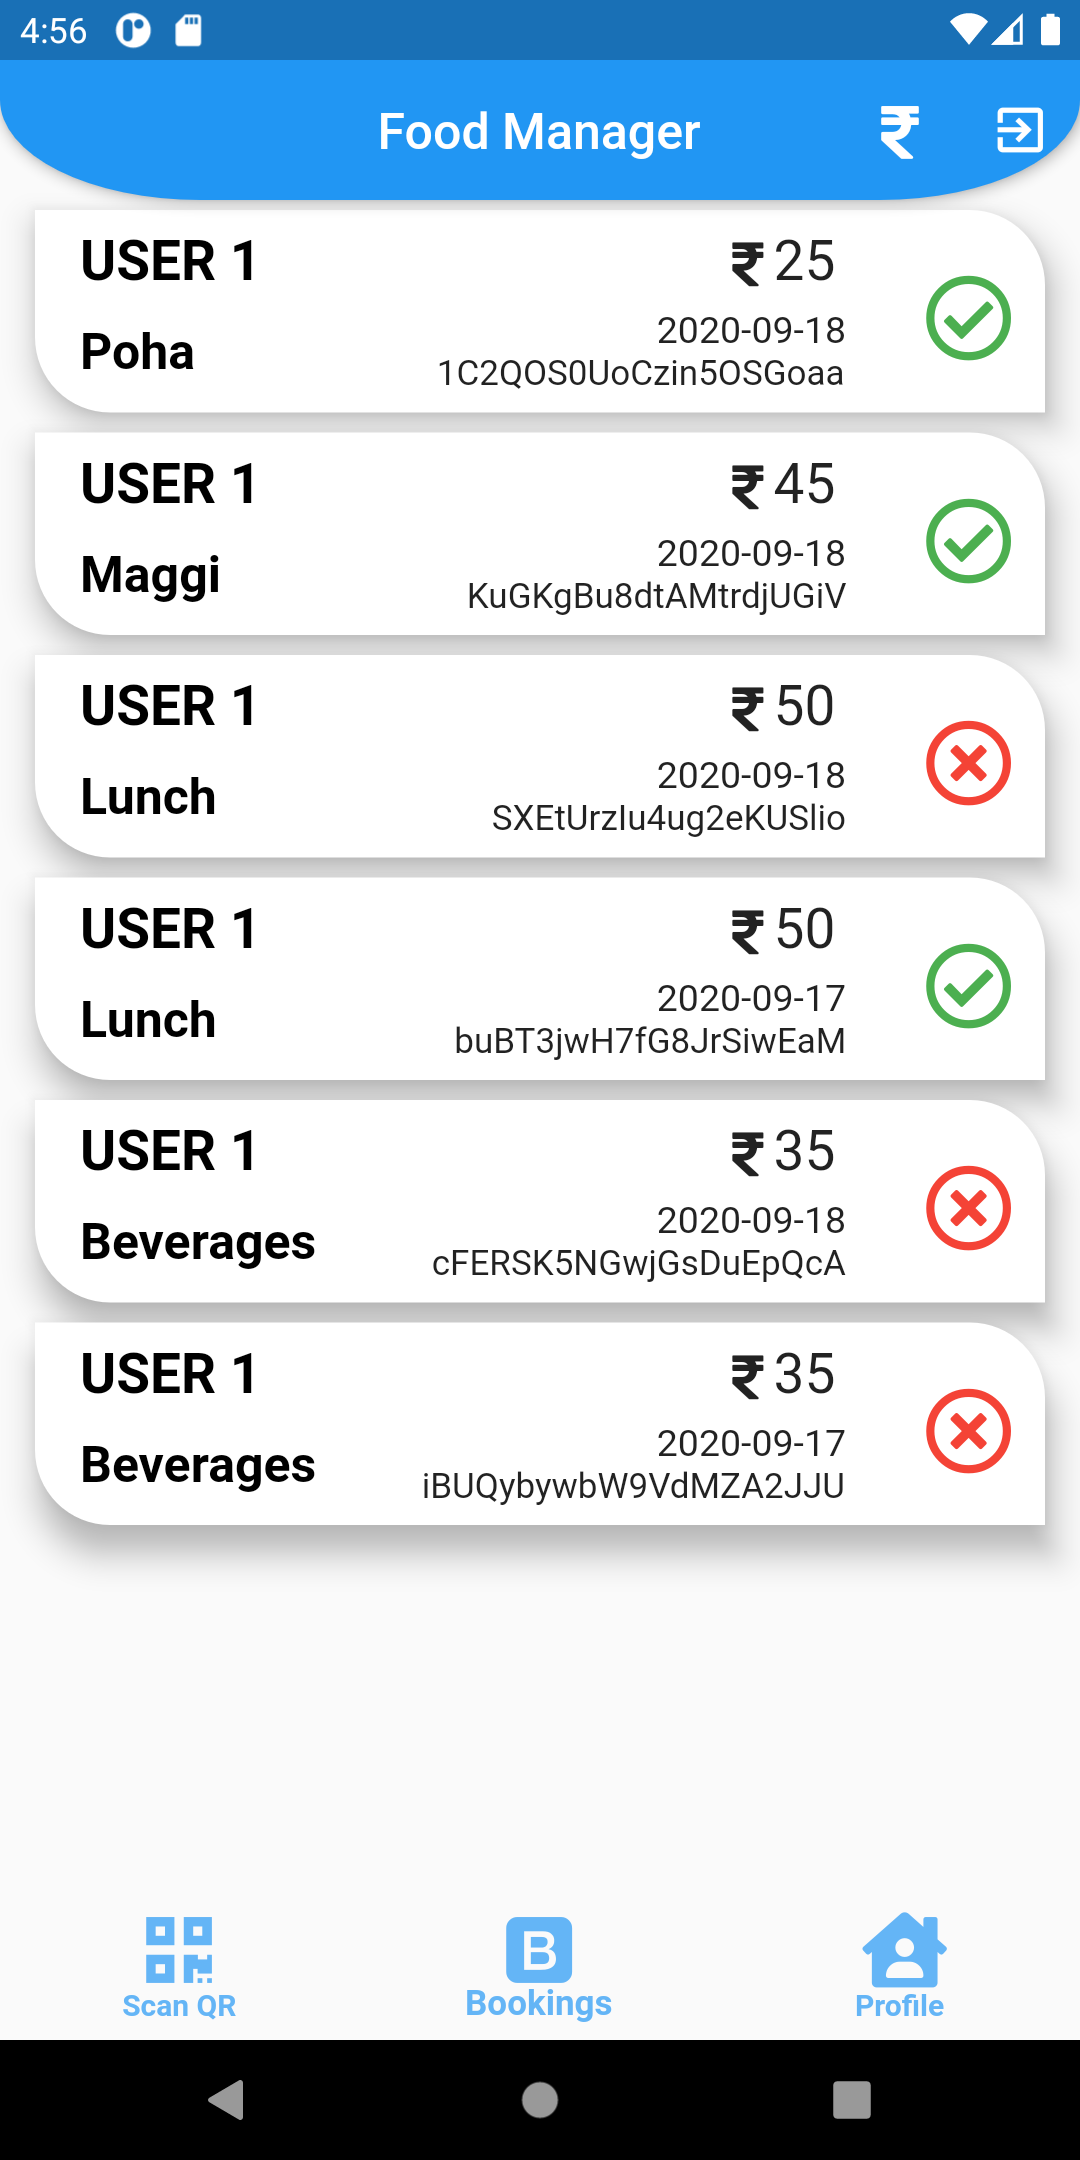 4:56
Food Manager ₹
USER 1 ₹ 25
2020-09-18
Poha
1C2QOS0UoCzin5OSGoaa
USER 1 ₹ 45
2020-09-18
Maggi
KuGKgBu8dtAMtrdjUGiV
USER 1 ₹ 50
2020-09-18
Lunch
SXEtUrzIu4ug2eKUSlio
USER 1 ₹ 50
2020-09-17
Lunch
buBT3jwH7fG8JrSiwEaM
USER 1 ₹ 35
2020-09-18
Beverages
cFERSK5NGwjGsDuEpQcA
USER 1 ₹ 35
2020-09-17
Beverages
iBUQybywbW9VdMZA2JJU
B
Scan QR Bookings Profile